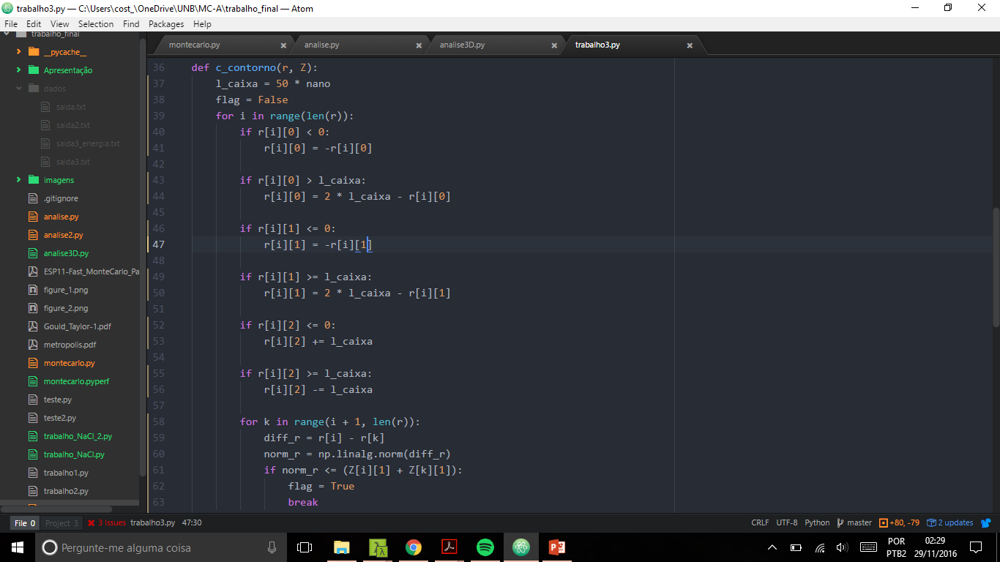 trabalho3.py — C:\Users\cost_\OneDrive\UNB\MC-A\trabalho_final — Atom
File Edit View Selection Find Packages Help
trabalho_final
__pycache__
Apresentação
dados
saida.txt
saida2.txt
saida3_energia.txt
saida3.txt
imagens
.gitignore
analise.py
analise2.py
analise3D.py
ESP11-Fast_MonteCarlo_Pa
figure_1.png
figure_2.png
Gould_Taylor-1.pdf
metropolis.pdf
montecarlo.py
montecarlo.pyperf
teste.py
teste2.py
trabalho_NaCl_2.py
trabalho_NaCl.py
trabalho1.py
trabalho2.py
montecarlo.py analise.py analise3D.py trabalho3.py
36 def c_contorno(r, Z):
37 l_caixa = 50 * nano
38 flag = False
39 for i in range(len(r)):
40 if r[i][0] < 0:
41 r[i][0] = -r[i][0]
42
43 if r[i][0] > l_caixa:
44 r[i][0] = 2 * l_caixa - r[i][0]
45
46 if r[i][1] <= 0:
47 r[i][1] = -r[i][1]
48
49 if r[i][1] >= l_caixa:
50 r[i][1] = 2 * l_caixa - r[i][1]
51
52 if r[i][2] <= 0:
53 r[i][2] += l_caixa
54
55 if r[i][2] >= l_caixa:
56 r[i][2] -= l_caixa
57
58 for k in range(i + 1, len(r)):
59 diff_r = r[i] - r[k]
60 norm_r = np.linalg.norm(diff_r)
61 if norm_r <= (Z[i][1] + Z[k][1]):
62 flag = True
63 break
File 0 Project 3 3 Issues trabalho3.py 47:30 CRLF UTF-8 Python master +80, -79 2 updates
Pergunte-me alguma coisa
POR
PTB2
02:29
29/11/2016